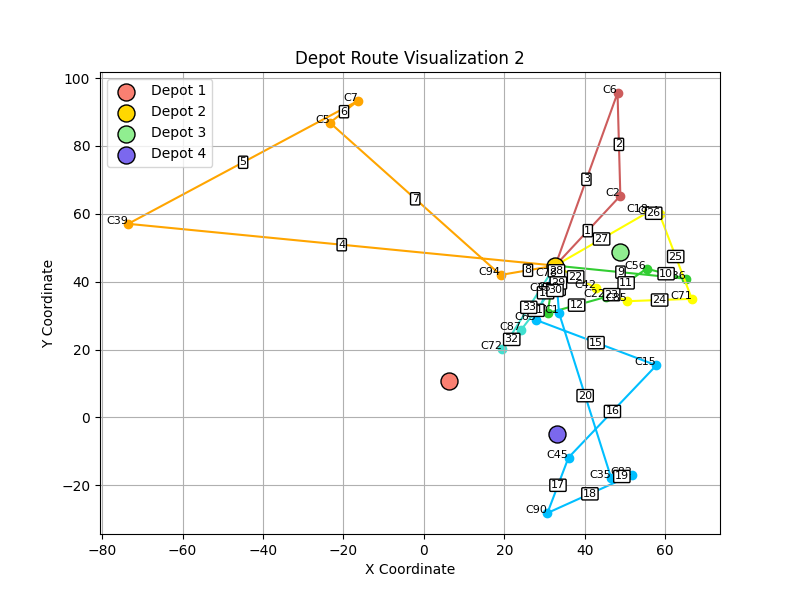 Depot Route Visualization 2
Depot 1
Depot 2
Depot 3
Depot 4
100
80
60
40
20
0
−20
Y Coordinate
−80
−60
−40
−20
0
20
40
60
X Coordinate
C6
C7
6
C5
2
5
3
7
C2
C39
26
1
27
4
25
C94
8
28
C56
9
10
22
11
C42
C22
C71
24
30
12
33
C87
32
C72
15
C15
20
16
C45
C35
19
17
18
C90